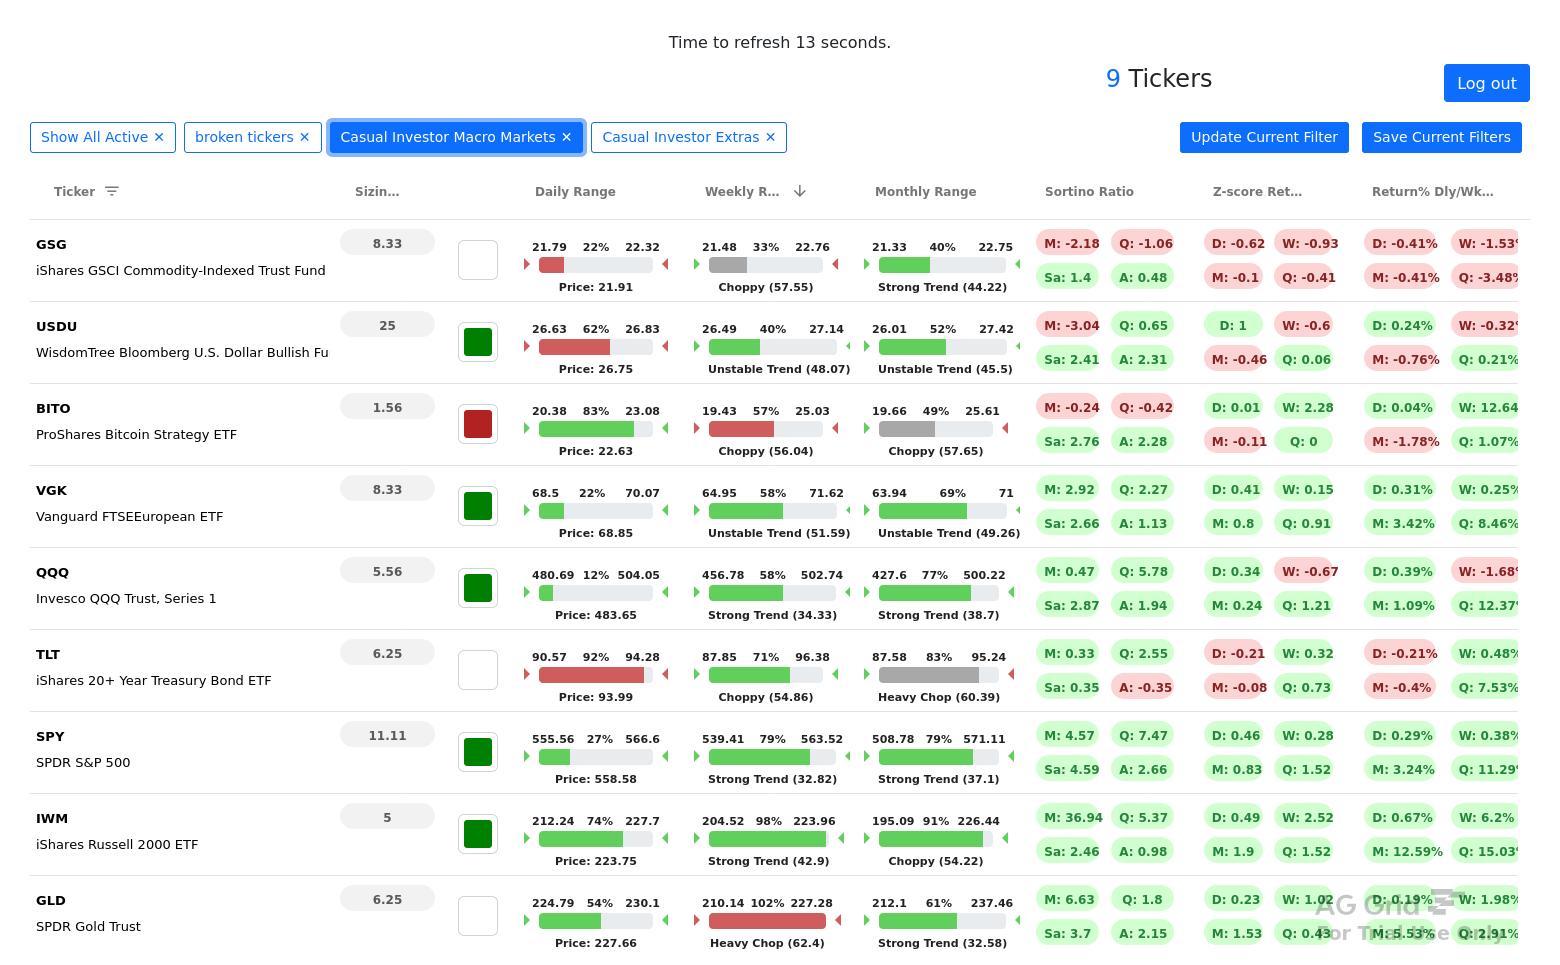 Time to refresh 13 seconds.
9 Tickers
Log out
Show All Active ✕ broken tickers ✕ Casual Investor Macro Markets ✕ Casual Investor Extras ✕ Update Current Filter Save Current Filters
Ticker Sizin… Daily Range Weekly R… Monthly Range Sortino Ratio Z-score Ret… Return% Dly/Wk…
GSG 8.33 21.79 22% 22.32 21.48 33% 22.76 21.33 40% 22.75 M: -2.18 Q: -1.06 D: -0.62 W: -0.93 D: -0.41% W: -1.53%
iShares GSCI Commodity-Indexed Trust Fund Price: 21.91 Choppy (57.55) Strong Trend (44.22) Sa: 1.4 A: 0.48 M: -0.1 Q: -0.41 M: -0.41% Q: -3.48%
USDU 25 26.63 62% 26.83 26.49 40% 27.14 26.01 52% 27.42 M: -3.04 Q: 0.65 D: 1 W: -0.6 D: 0.24% W: -0.32%
WisdomTree Bloomberg U.S. Dollar Bullish Fu Price: 26.75 Unstable Trend (48.07) Unstable Trend (45.5) Sa: 2.41 A: 2.31 M: -0.46 Q: 0.06 M: -0.76% Q: 0.21%
BITO 1.56 20.38 83% 23.08 19.43 57% 25.03 19.66 49% 25.61 M: -0.24 Q: -0.42 D: 0.01 W: 2.28 D: 0.04% W: 12.64
ProShares Bitcoin Strategy ETF Price: 22.63 Choppy (56.04) Choppy (57.65) Sa: 2.76 A: 2.28 M: -0.11 Q: 0 M: -1.78% Q: 1.07%
VGK 8.33 68.5 22% 70.07 64.95 58% 71.62 63.94 69% 71 M: 2.92 Q: 2.27 D: 0.41 W: 0.15 D: 0.31% W: 0.25%
Vanguard FTSEEuropean ETF Price: 68.85 Unstable Trend (51.59) Unstable Trend (49.26) Sa: 2.66 A: 1.13 M: 0.8 Q: 0.91 M: 3.42% Q: 8.46%
QQQ 5.56 480.69 12% 504.05 456.78 58% 502.74 427.6 77% 500.22 M: 0.47 Q: 5.78 D: 0.34 W: -0.67 D: 0.39% W: -1.68%
Invesco QQQ Trust, Series 1 Price: 483.65 Strong Trend (34.33) Strong Trend (38.7) Sa: 2.87 A: 1.94 M: 0.24 Q: 1.21 M: 1.09% Q: 12.37%
TLT 6.25 90.57 92% 94.28 87.85 71% 96.38 87.58 83% 95.24 M: 0.33 Q: 2.55 D: -0.21 W: 0.32 D: -0.21% W: 0.48%
iShares 20+ Year Treasury Bond ETF Price: 93.99 Choppy (54.86) Heavy Chop (60.39) Sa: 0.35 A: -0.35 M: -0.08 Q: 0.73 M: -0.4% Q: 7.53%
SPY 11.11 555.56 27% 566.6 539.41 79% 563.52 508.78 79% 571.11 M: 4.57 Q: 7.47 D: 0.46 W: 0.28 D: 0.29% W: 0.38%
SPDR S&P 500 Price: 558.58 Strong Trend (32.82) Strong Trend (37.1) Sa: 4.59 A: 2.66 M: 0.83 Q: 1.52 M: 3.24% Q: 11.29%
IWM 5 212.24 74% 227.7 204.52 98% 223.96 195.09 91% 226.44 M: 36.94 Q: 5.37 D: 0.49 W: 2.52 D: 0.67% W: 6.2%
iShares Russell 2000 ETF Price: 223.75 Strong Trend (42.9) Choppy (54.22) Sa: 2.46 A: 0.98 M: 1.9 Q: 1.52 M: 12.59% Q: 15.03%
GLD 6.25 224.79 54% 230.1 210.14 102% 227.28 212.1 61% 237.46 M: 6.63 Q: 1.8 D: 0.23 W: 1.02 D: 0.19% W: 1.98%
SPDR Gold Trust Price: 227.66 Heavy Chop (62.4) Strong Trend (32.58) Sa: 3.7 A: 2.15 M: 1.53 Q: 0.43 M: 5.53% Q: 2.91%
AG Grid
For Trial Use Only